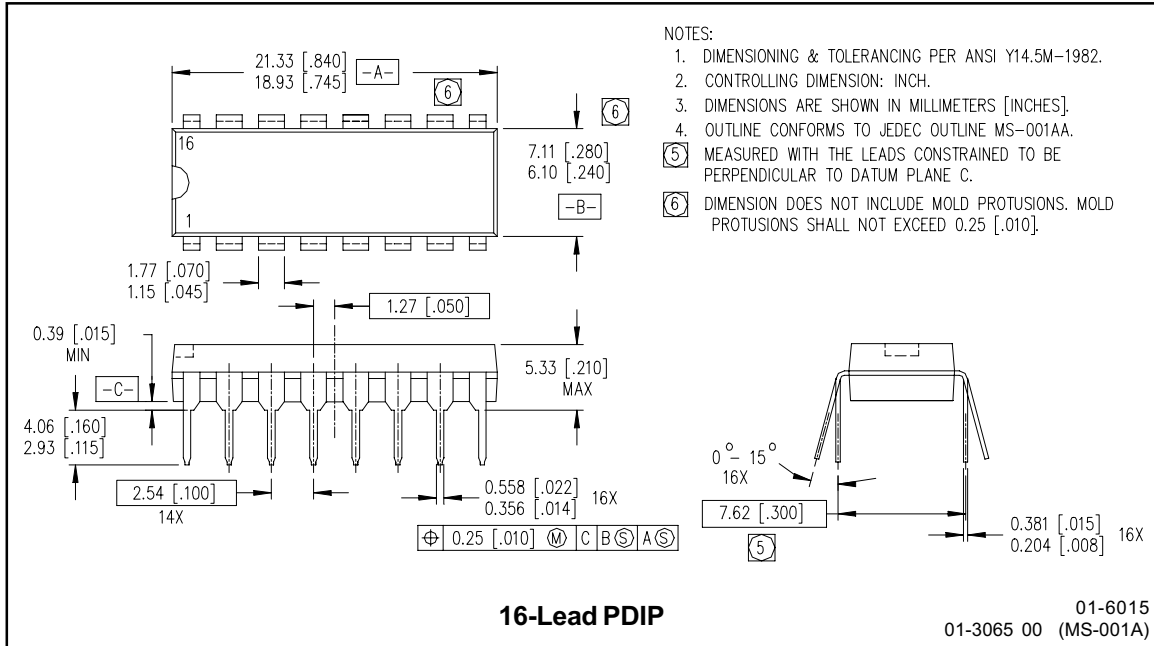 21.33 [.840]
18.93 [.745]
-A-
6
6
16
1
7.11 [.280]
6.10 [.240]
-B-
1.77 [.070]
1.15 [.045]
1.27 [.050]
0.39 [.015]
MIN
-C-
5.33 [.210]
MAX
4.06 [.160]
2.93 [.115]
2.54 [.100]
14X
0.558 [.022]
0.356 [.014]
16X
⌖ 0.25 [.010] Ⓜ C B Ⓢ A Ⓢ
NOTES:
1. DIMENSIONING & TOLERANCING PER ANSI Y14.5M-1982.
2. CONTROLLING DIMENSION: INCH.
3. DIMENSIONS ARE SHOWN IN MILLIMETERS [INCHES].
4. OUTLINE CONFORMS TO JEDEC OUTLINE MS-001AA.
5 MEASURED WITH THE LEADS CONSTRAINED TO BE
PERPENDICULAR TO DATUM PLANE C.
6 DIMENSION DOES NOT INCLUDE MOLD PROTUSIONS. MOLD
PROTUSIONS SHALL NOT EXCEED 0.25 [.010].
0°- 15°
16X
7.62 [.300]
5
0.381 [.015]
0.204 [.008]
16X
16-Lead PDIP
01-6015
01-3065 00 (MS-001A)